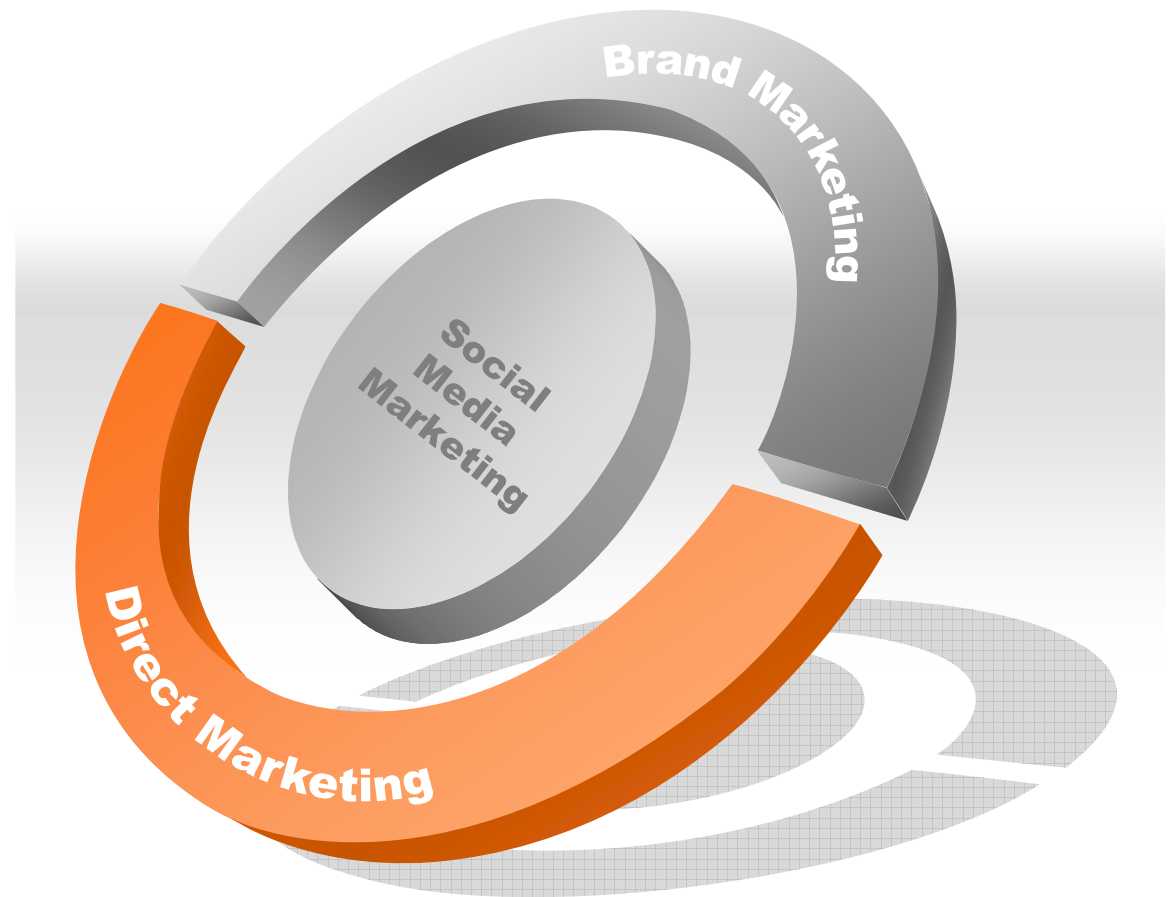 Brand Marketing
Social
Media
Marketing
Direct Marketing